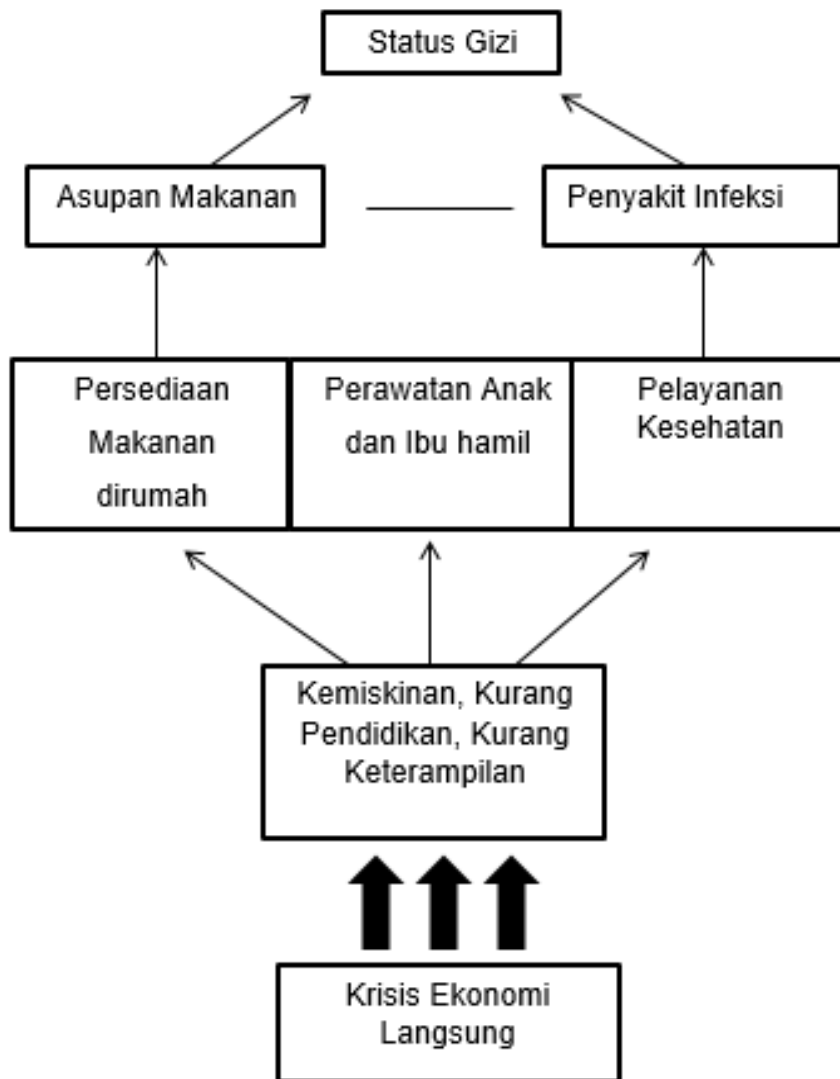 Status Gizi
Asupan Makanan
Penyakit Infeksi
Persediaan
Makanan
dirumah
Perawatan Anak
dan Ibu hamil
Pelayanan
Kesehatan
Kemiskinan, Kurang
Pendidikan, Kurang
Keterampilan
Krisis Ekonomi
Langsung